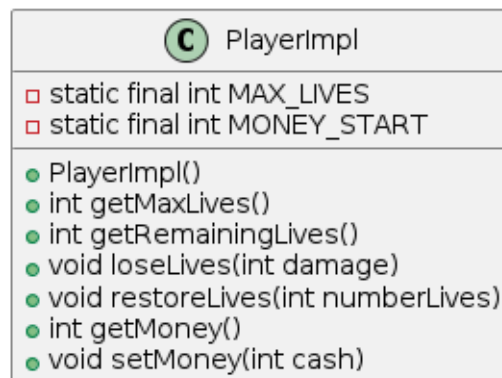 C PlayerImpl
static final int MAX_LIVES
static final int MONEY_START
PlayerImpl()
int getMaxLives()
int getRemainingLives()
void loseLives(int damage)
void restoreLives(int numberLives)
int getMoney()
void setMoney(int cash)